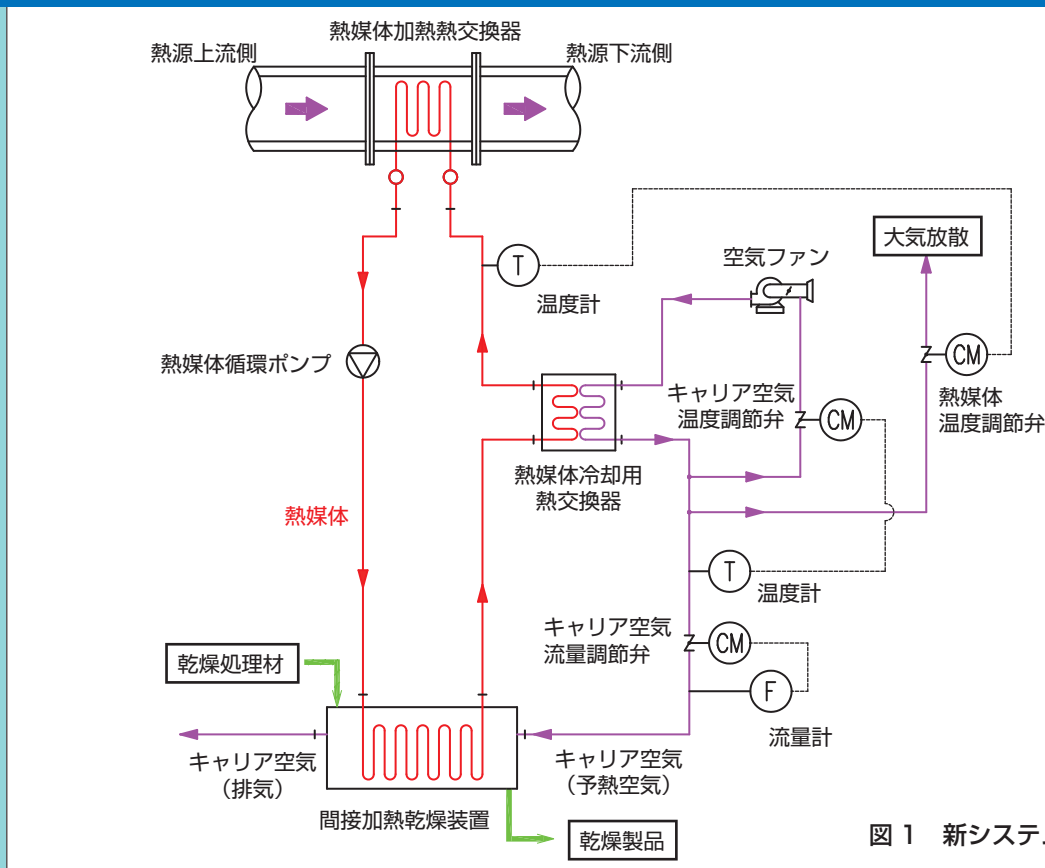 熱媒体加熱熱交換器
熱源上流側
熱源下流側
T
温度計
空気ファン
大気放散
CM
熱媒体
温度調節弁
熱媒体循環ポンプ
キャリア空気
温度調節弁
CM
熱媒体冷却用
熱交換器
熱媒体
T
温度計
キャリア空気
流量調節弁
CM
F
流量計
乾燥処理材
キャリア空気
（排気）
キャリア空気
（予熱空気）
間接加熱乾燥装置
乾燥製品
図 1 新システ